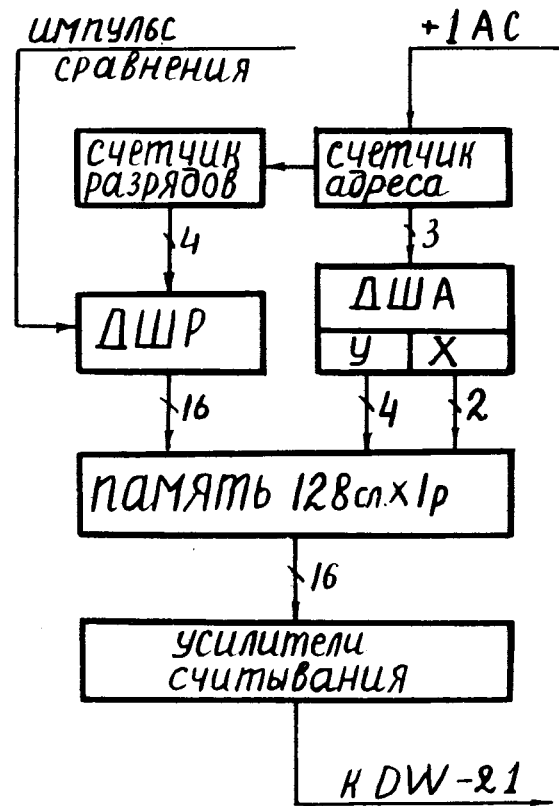 ИМПУЛЬС
СРАВНЕНИЯ
+1 АС
СЧЕТЧИК
РАЗРЯДОВ
СЧЕТЧИК
адреса
4
3
ДШР
ДША
У Х
16
4
2
ПАМЯТЬ 128сл.х1р
16
УСИЛИТЕЛИ
СЧИТЫВАНИЯ
К DW-21